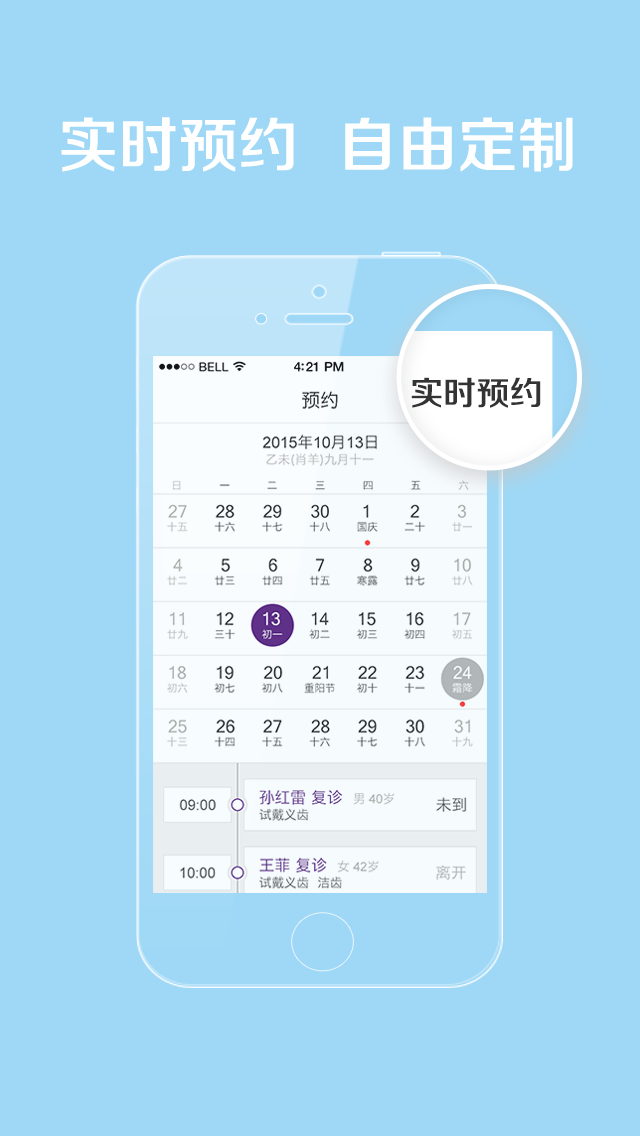 实时预约 自由定制
BELL 4:21 PM
实时预约
预约
2015年10月13日
乙未(肖羊)九月十一
日 一 二 三 四 五 六
27 28 29 30 1 2 3
十五 十六 十七 十八 国庆 二十 廿一
4 5 6 7 8 9 10
廿二 廿三 廿四 廿五 寒露 廿七 廿八
11 12 13 14 15 16 17
廿九 三十 初一 初二 初三 初四 初五
18 19 20 21 22 23 24
初六 初七 初八 重阳节 初十 十一 霜降
25 26 27 28 29 30 31
十三 十四 十五 十六 十七 十八 十九
09:00 孙红雷 复诊 男 40岁 未到
试戴义齿
10:00 王菲 复诊 女 42岁 离开
试戴义齿 洁齿